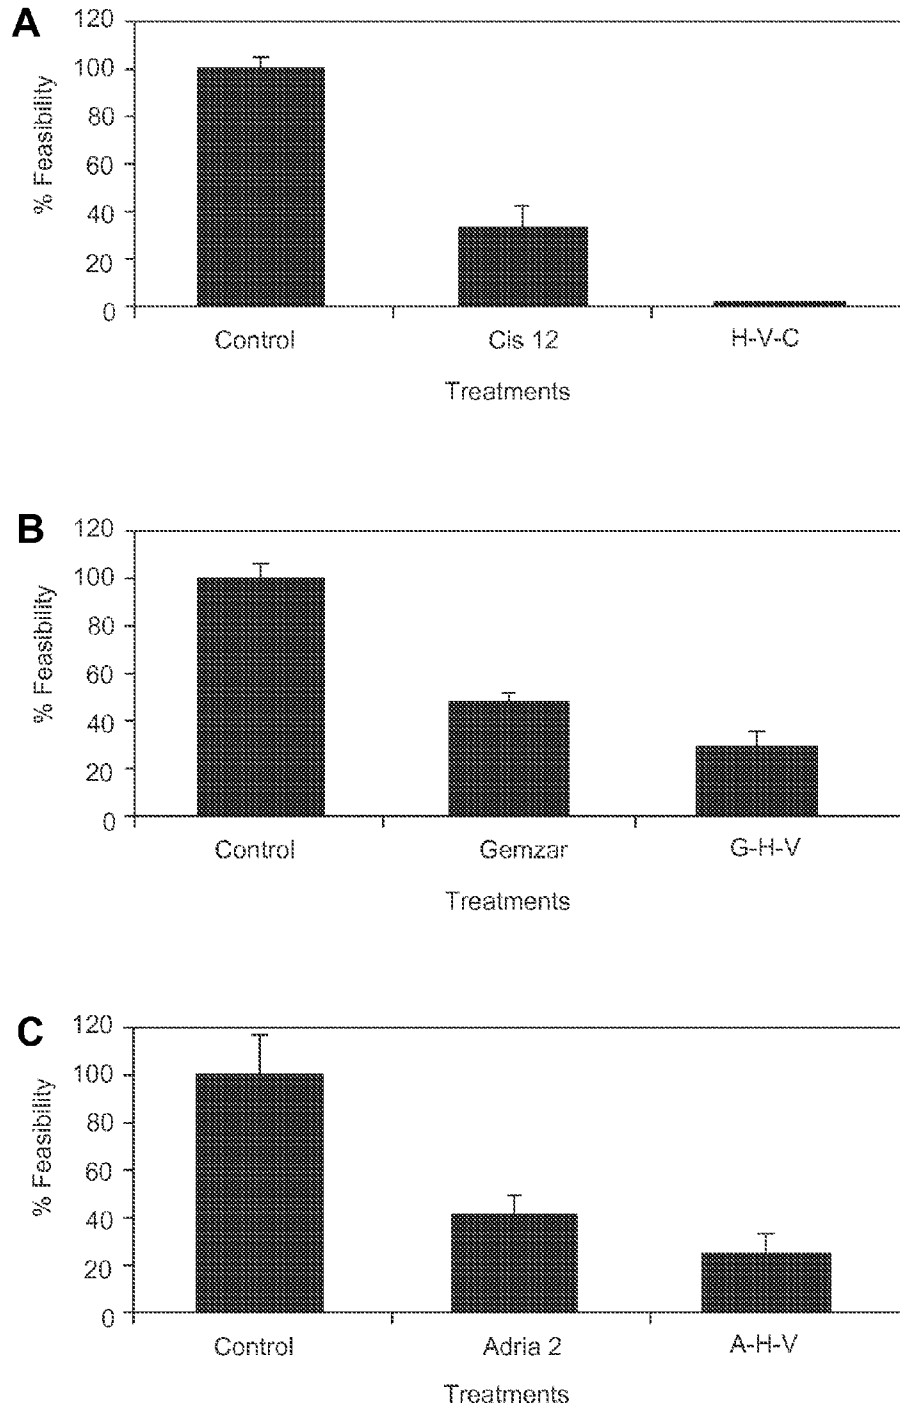 A
% Feasibility
120
100
80
60
40
20
0
Control Cis 12 H-V-C
Treatments
B
% Feasibility
120
100
80
60
40
20
0
Control Gemzar G-H-V
Treatments
C
% Feasibility
120
100
80
60
40
20
0
Control Adria 2 A-H-V
Treatments